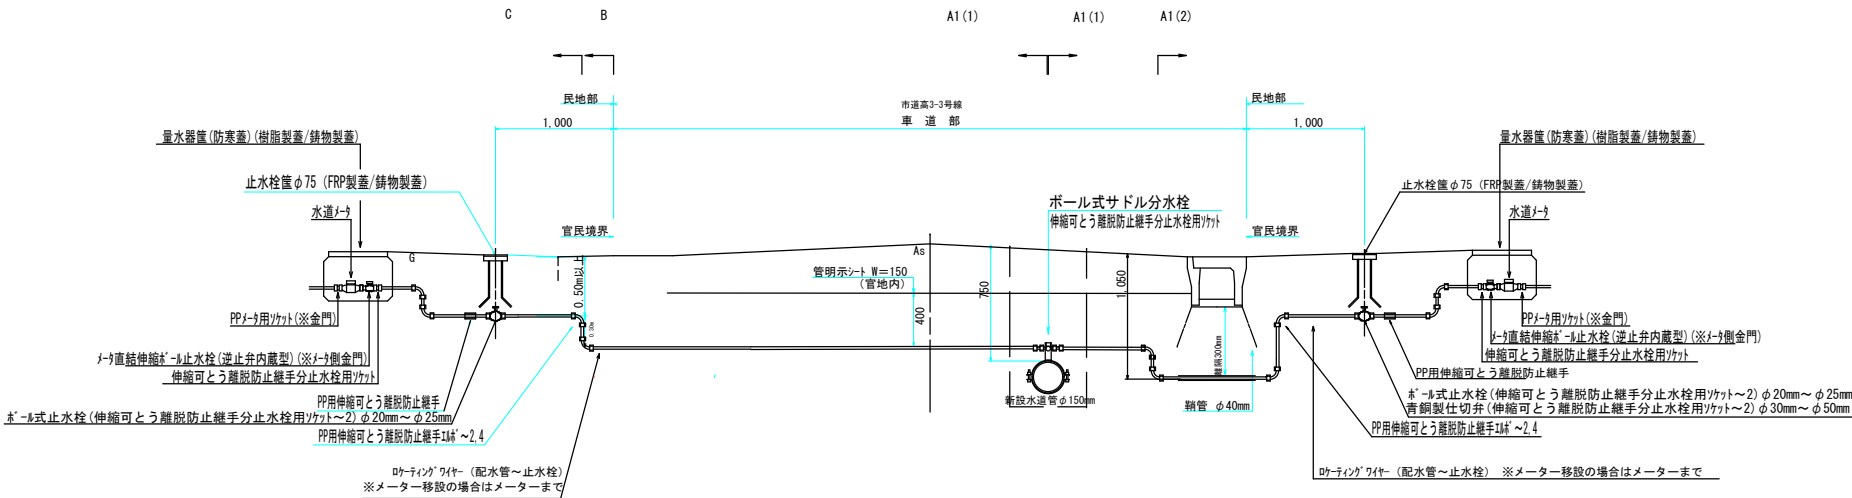 C
B
A1(1)
A1(1)
A1(2)
民地部
市道高3-3号線
車 道 部
民地部
1,000
1,000
量水器筐(防寒蓋)(樹脂製蓋/鋳物製蓋)
量水器筐(防寒蓋)(樹脂製蓋/鋳物製蓋)
止水栓筐φ75 (FRP製蓋/鋳物製蓋)
止水栓筐φ75 (FRP製蓋/鋳物製蓋)
水道メータ
水道メータ
ボール式サドル分水栓
伸縮可とう離脱防止継手分止水栓用ソケット
官民境界
官民境界
G
As
管明示シート W=150
(官地内)
0.50m以上
0.30m
400
750
1,050
離隔300mm
PPメータ用ソケット(※金門)
PPメータ用ソケット(※金門)
メータ直結伸縮ボール止水栓(逆止弁内蔵型)(※メータ側金門)
メータ直結伸縮ボール止水栓(逆止弁内蔵型)(※メータ側金門)
伸縮可とう離脱防止継手分止水栓用ソケット
伸縮可とう離脱防止継手分止水栓用ソケット
PP用伸縮可とう離脱防止継手
PP用伸縮可とう離脱防止継手
新設水道管φ150mm
鞘管 φ40mm
ボール式止水栓(伸縮可とう離脱防止継手分止水栓用ソケット～2)φ20mm～φ25mm
ボール式止水栓(伸縮可とう離脱防止継手分止水栓用ソケット～2)φ20mm～φ25mm
青銅製仕切弁(伸縮可とう離脱防止継手分止水栓用ソケット～2)φ30mm～φ50mm
PP用伸縮可とう離脱防止継手エルボ～2,4
PP用伸縮可とう離脱防止継手エルボ～2,4
ロケーティングワイヤー (配水管～止水栓)
※メーター移設の場合はメーターまで
ロケーティングワイヤー (配水管～止水栓) ※メーター移設の場合はメーターまで